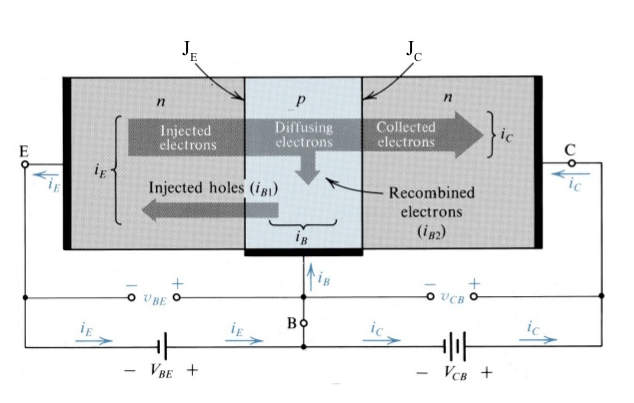 J_E
J_C
n
p
n
Injected
electrons
Diffusing
electrons
Collected
electrons
i_C
E
C
i_E
i_E
i_C
Injected holes (i_B1)
Recombined
electrons
(i_B2)
i_B
i_B
− v_BE +
− v_CB +
B
i_E
i_E
i_C
i_C
− V_BE +
− V_CB +